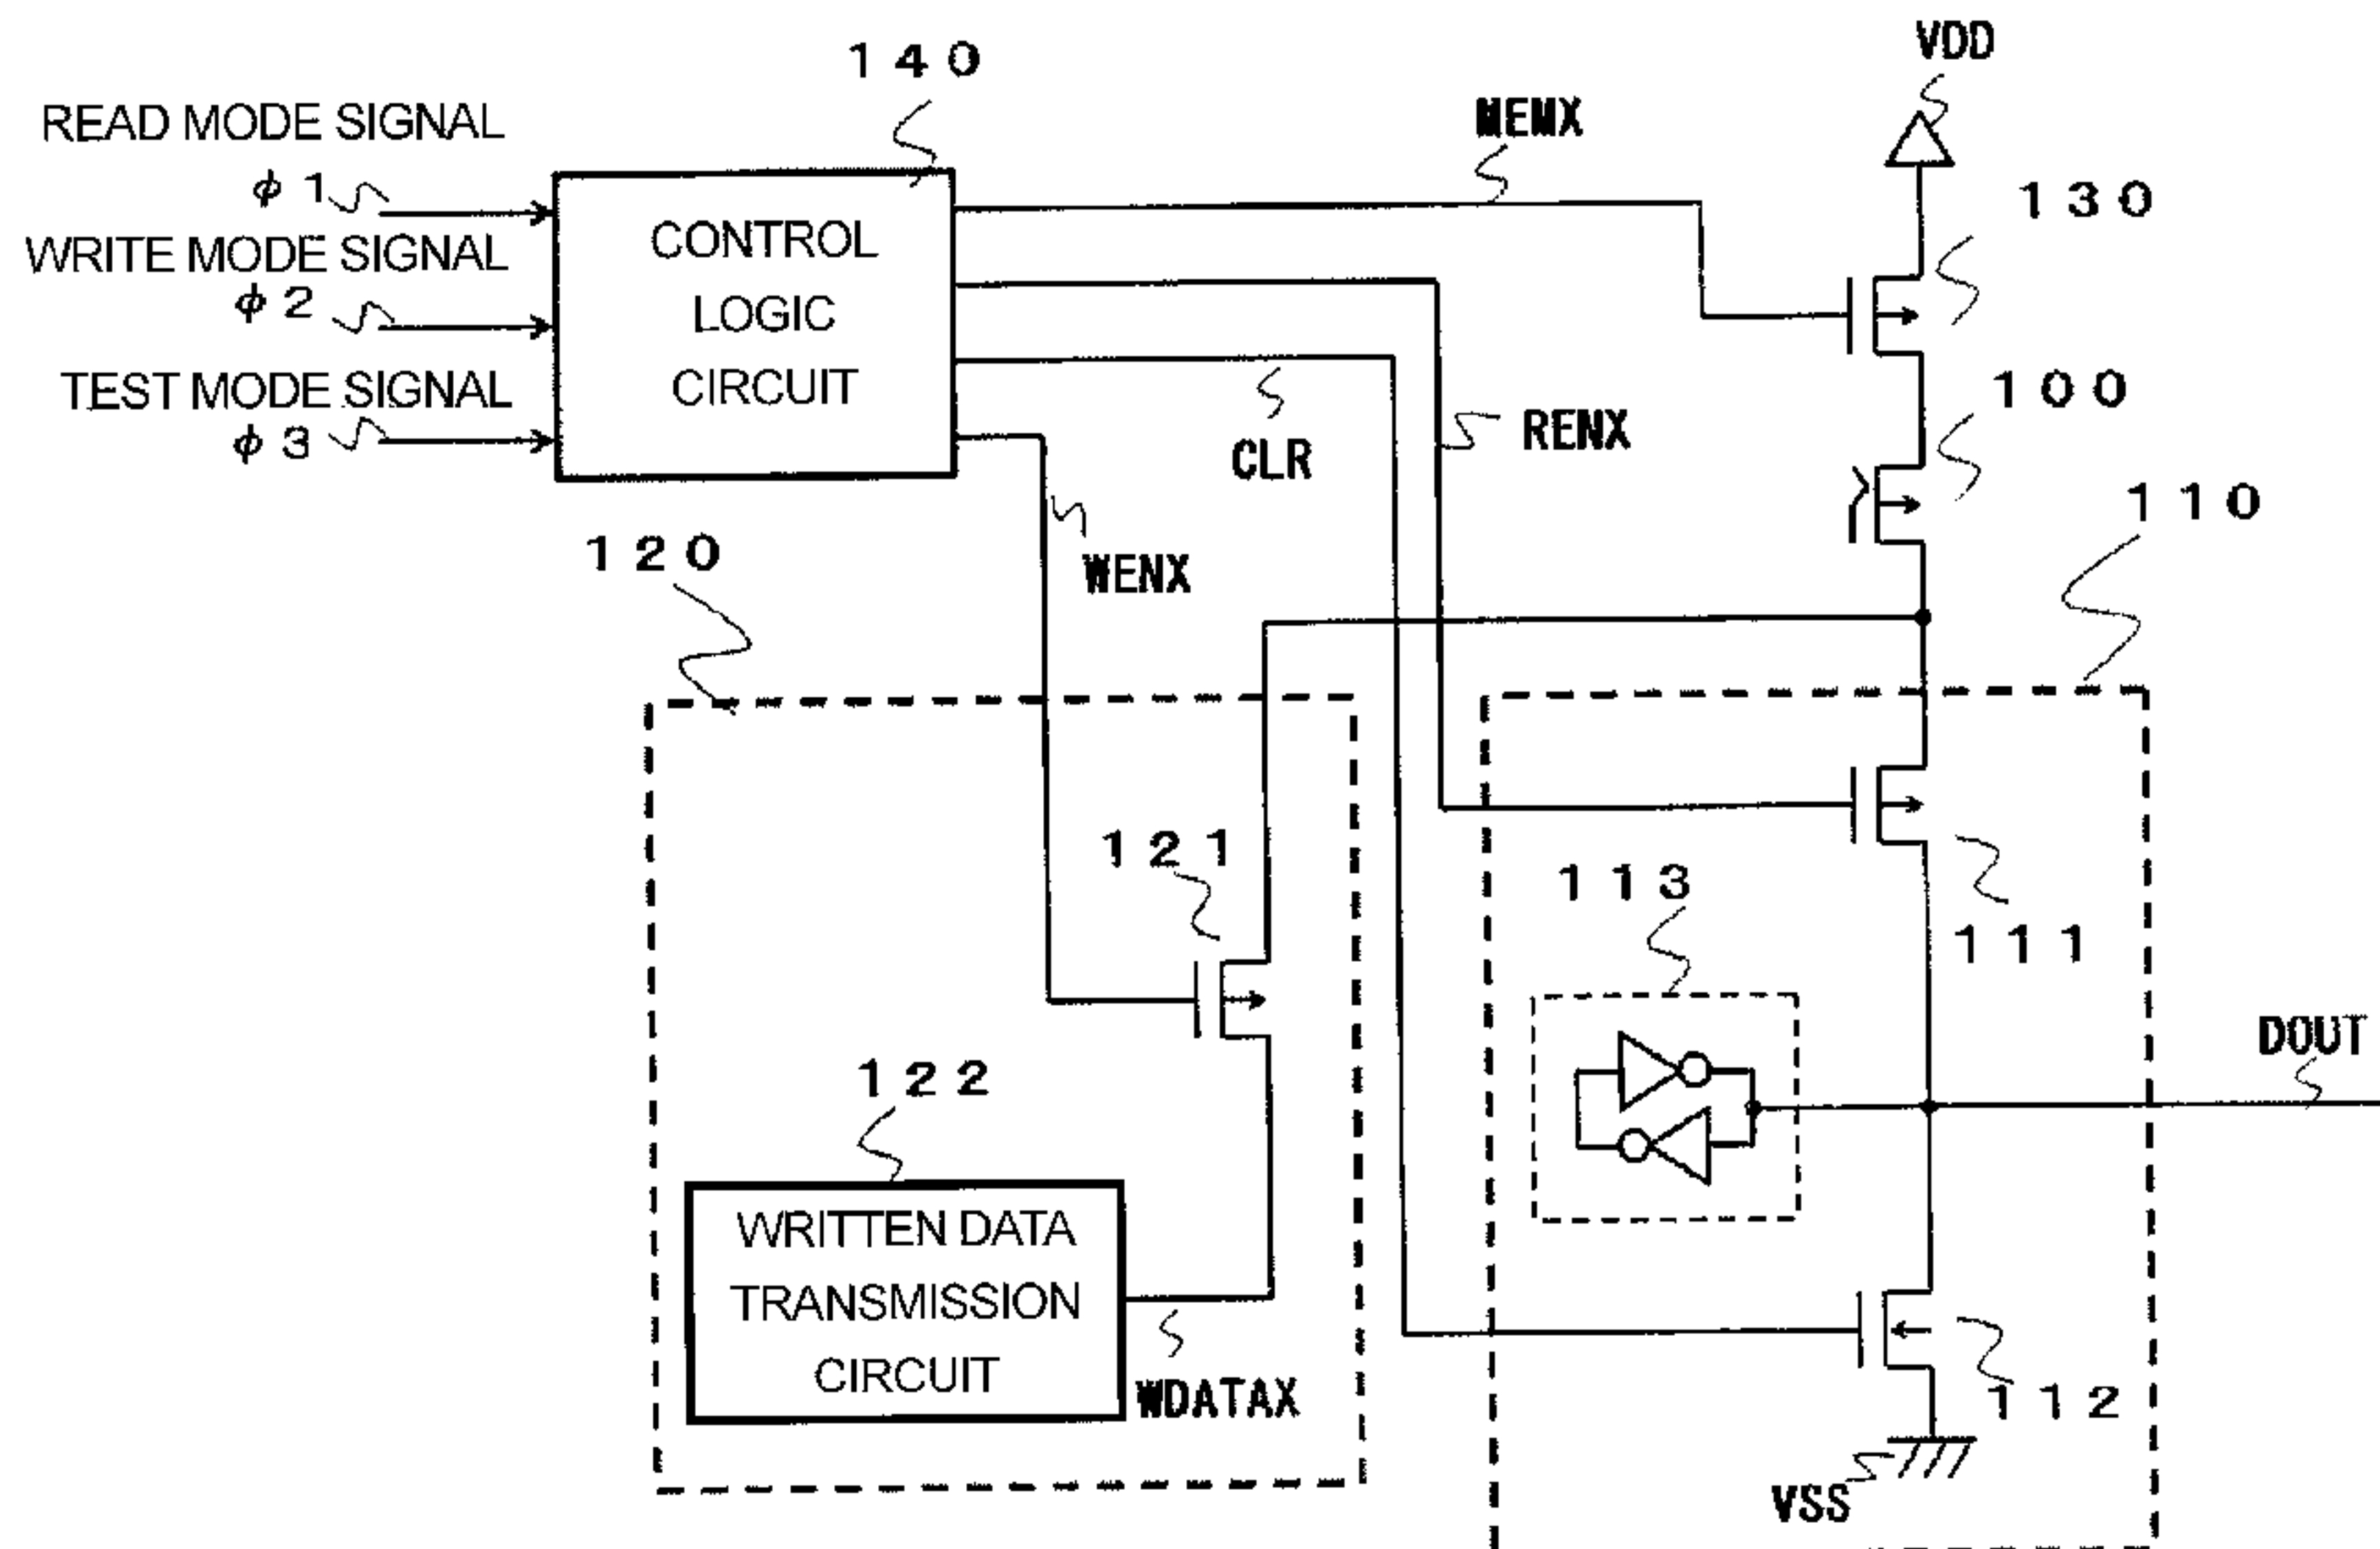 VDD
140
READ MODE SIGNAL
MENX
φ1
130
CONTROL
WRITE MODE SIGNAL
φ2
LOGIC
TEST MODE SIGNAL
CIRCUIT
100
φ3
CLR
RENX
110
120
WENX
121
113
111
DOUT
122
WRITTEN DATA
TRANSMISSION
CIRCUIT
WDATAX
112
VSS